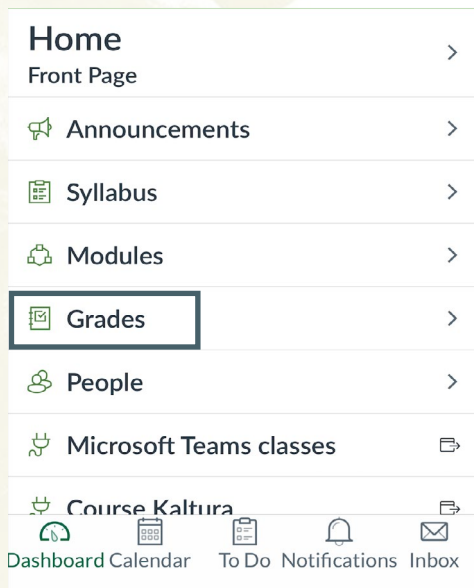 Home
Front Page
Announcements
Syllabus
Modules
Grades
People
Microsoft Teams classes
Course Kaltura
Dashboard Calendar To Do Notifications Inbox